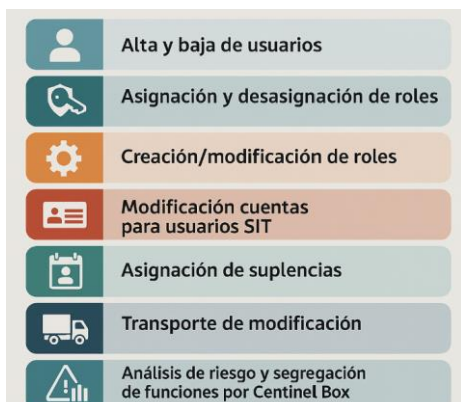 Alta y baja de usuarios
Asignación y desasignación de roles
Creación/modificación de roles
Modificación cuentas
para usuarios SIT
Asignación de suplencias
Transporte de modificación
Análisis de riesgo y segregación
de funciones por Centinel Box